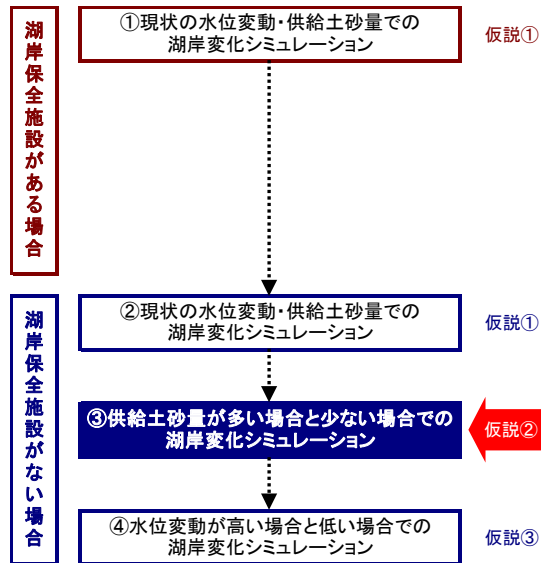 湖岸保全施設がある場合
①現状の水位変動・供給土砂量での
湖岸変化シミュレーション
仮説①
湖岸保全施設がない場合
②現状の水位変動・供給土砂量での
湖岸変化シミュレーション
仮説①
③供給土砂量が多い場合と少ない場合での
湖岸変化シミュレーション
仮説②
④水位変動が高い場合と低い場合での
湖岸変化シミュレーション
仮説③